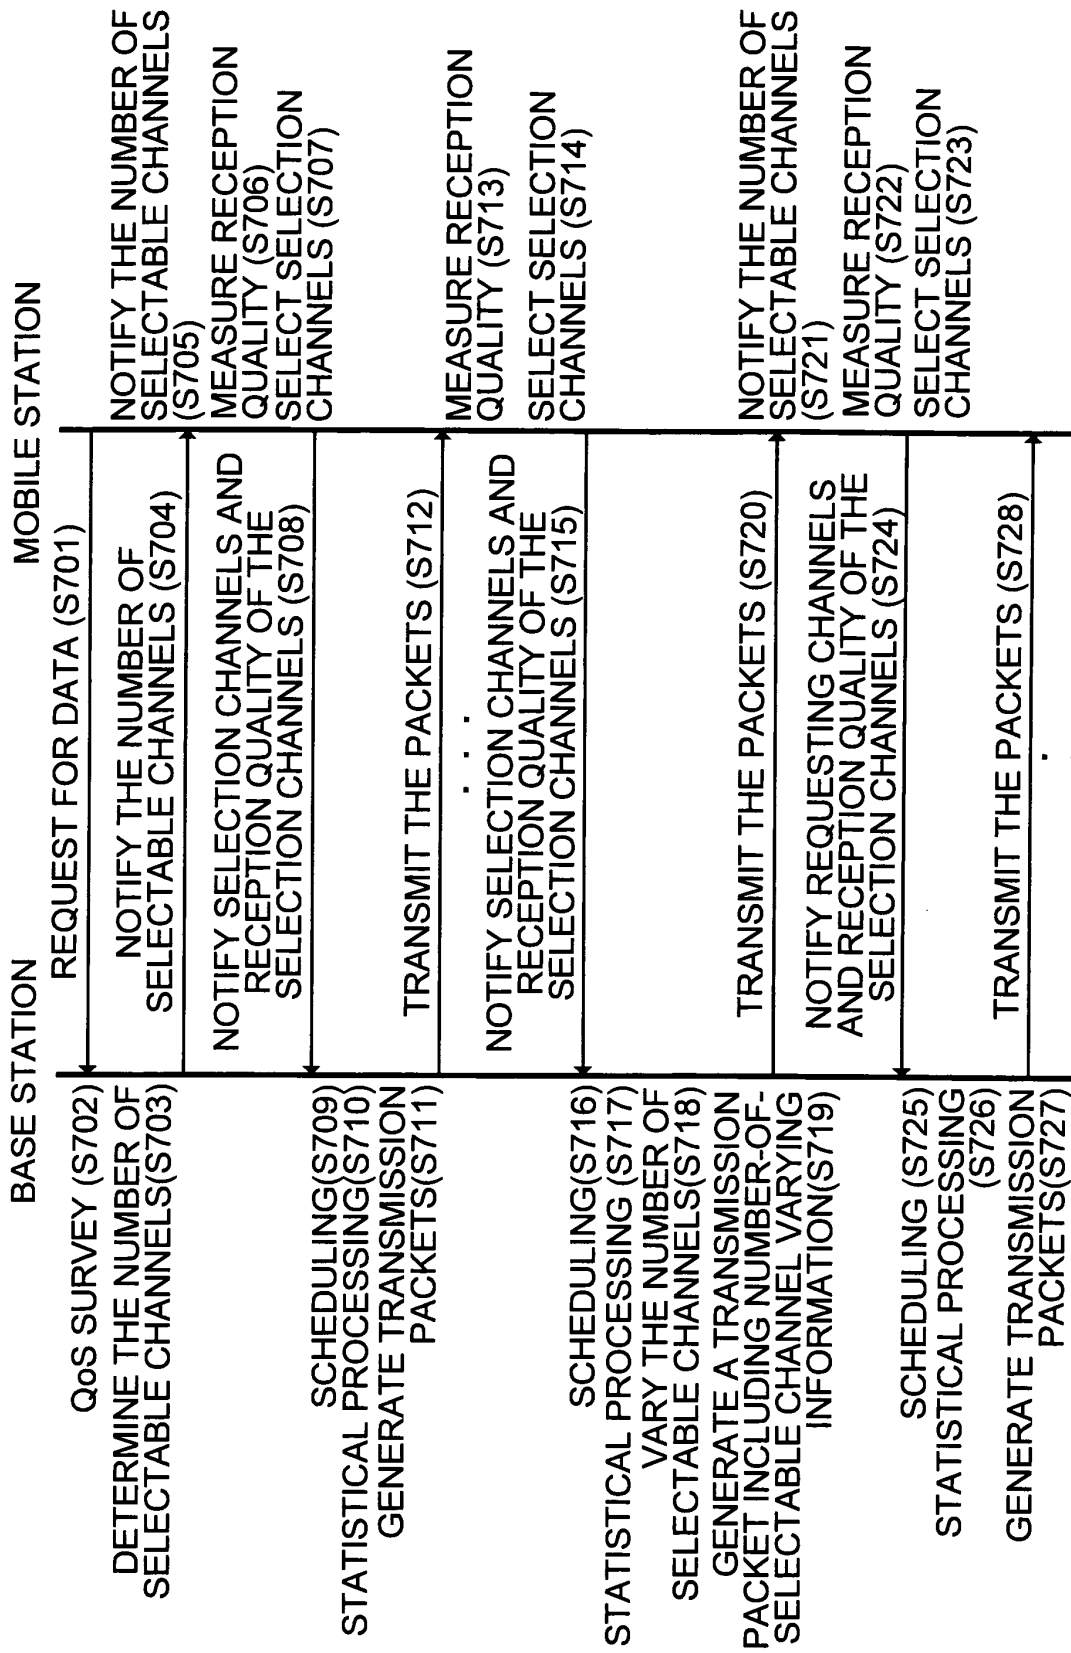 BASE STATION
MOBILE STATION
REQUEST FOR DATA (S701)
QoS SURVEY (S702)
DETERMINE THE NUMBER OF
SELECTABLE CHANNELS(S703)
NOTIFY THE NUMBER OF
SELECTABLE CHANNELS (S704)
NOTIFY THE NUMBER OF
SELECTABLE CHANNELS
(S705)
MEASURE RECEPTION
QUALITY (S706)
SELECT SELECTION
CHANNELS (S707)
NOTIFY SELECTION CHANNELS AND
RECEPTION QUALITY OF THE
SELECTION CHANNELS (S708)
SCHEDULING(S709)
STATISTICAL PROCESSING(S710)
GENERATE TRANSMISSION
PACKETS(S711)
TRANSMIT THE PACKETS (S712)
. . .
MEASURE RECEPTION
QUALITY (S713)
SELECT SELECTION
CHANNELS (S714)
NOTIFY SELECTION CHANNELS AND
RECEPTION QUALITY OF THE
SELECTION CHANNELS (S715)
SCHEDULING(S716)
STATISTICAL PROCESSING (S717)
VARY THE NUMBER OF
SELECTABLE CHANNELS(S718)
GENERATE A TRANSMISSION
PACKET INCLUDING NUMBER-OF-
SELECTABLE CHANNEL VARYING
INFORMATION(S719)
TRANSMIT THE PACKETS (S720)
NOTIFY THE NUMBER OF
SELECTABLE CHANNELS
(S721)
MEASURE RECEPTION
QUALITY (S722)
SELECT SELECTION
CHANNELS (S723)
NOTIFY REQUESTING CHANNELS
AND RECEPTION QUALITY OF THE
SELECTION CHANNELS (S724)
SCHEDULING (S725)
STATISTICAL PROCESSING
(S726)
GENERATE TRANSMISSION
PACKETS(S727)
TRANSMIT THE PACKETS (S728)